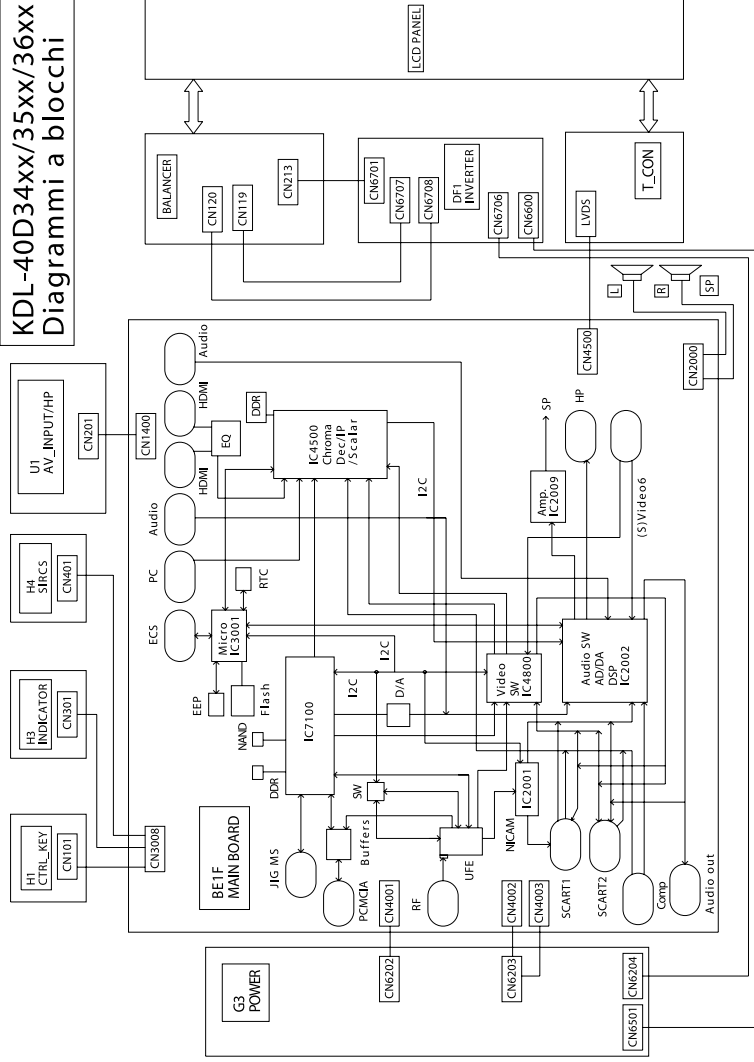 KDL-40D34xx/35xx/36xx
Diagrammi a blocchi
H1
CTRL_KEY
CN101
H3
INDICATOR
CN301
H4
SIRCS
CN401
U1
AV_INPUT/HP
CN201
CN3008
CN1400
BE1F
MAIN BOARD
JIG MS
DDR
NAND
EEP
Flash
ECS
PC
Audio
HDMI
HDMI
Audio
EQ
DDR
Micro
IC3001
RTC
IC4500
Chroma
Dec/IP
/Scalar
IC7100
PCMCIA
Buffers
SW
I2C
I2C
I2C
D/A
RF
UFE
NICAM
IC2001
Video
SW
IC4800
Audio SW
AD/DA
DSP
IC2002
Amp.
IC2009
SP
HP
(S)Video6
SCART1
SCART2
Comp
Audio out
CN4001
CN4002
CN4003
CN4500
CN2000
G3
POWER
CN6202
CN6203
CN6501
CN6204
BALANCER
CN120
CN119
CN213
CN6701
CN6707
CN6708
DF1
INVERTER
CN6706
CN6600
LVDS
T_CON
L
R
SP
LCD PANEL